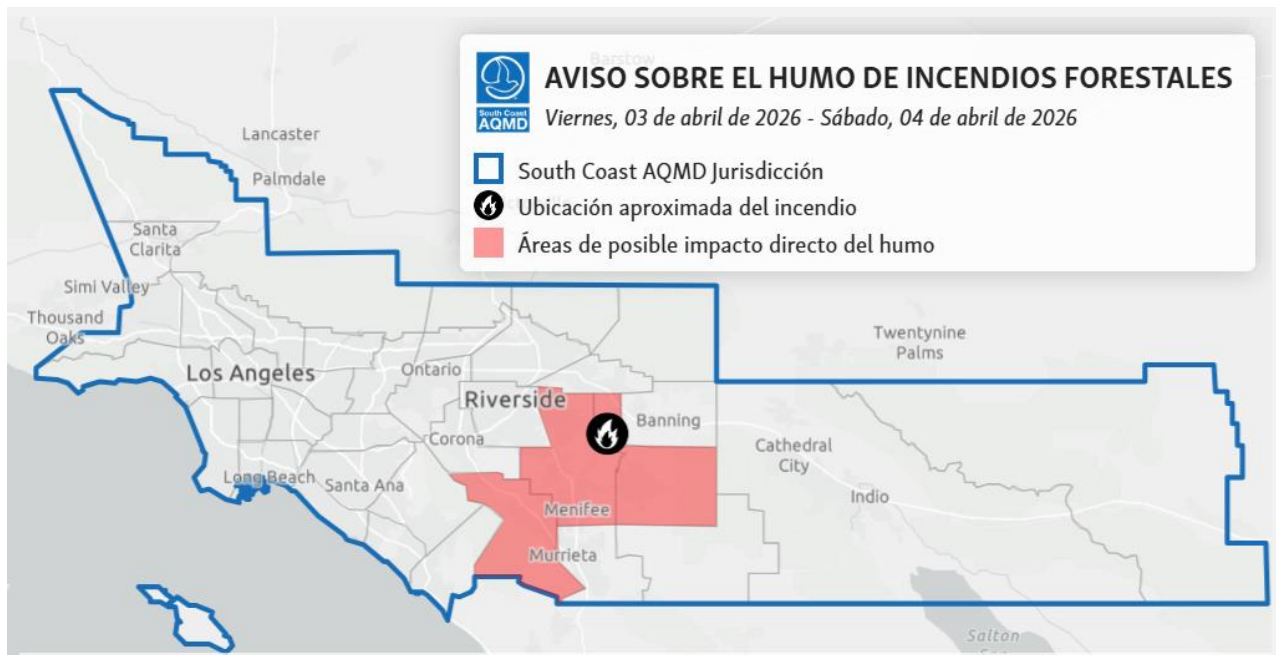 Barstow
AVISO SOBRE EL HUMO DE INCENDIOS FORESTALES
Viernes, 03 de abril de 2026 - Sábado, 04 de abril de 2026
South Coast
AQMD
South Coast AQMD Jurisdicción
Ubicación aproximada del incendio
Áreas de posible impacto directo del humo
Lancaster
Palmdale
Santa
Clarita
Simi Valley
Thousand
Oaks
Twentynine
Palms
Los Angeles
Ontario
Riverside
Banning
Corona
Cathedral
City
Long Beach
Santa Ana
Indio
Menifee
Murrieta
Salton